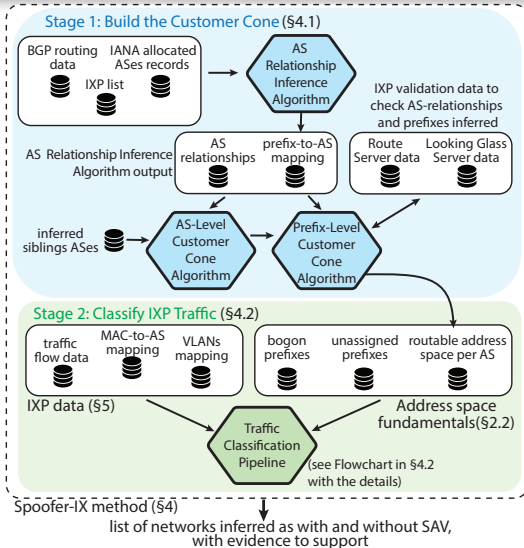 Stage 1: Build the Customer Cone (§4.1)
BGP routing
data
IANA allocated
ASes records
IXP list
AS
Relationship
Inference
Algorithm
IXP validation data to
check AS-relationships
and prefixes inferred
AS Relationship Inference
Algorithm output
AS
relationships
prefix-to-AS
mapping
Route
Server data
Looking Glass
Server data
inferred
siblings ASes
AS-Level
Customer
Cone
Algorithm
Prefix-Level
Customer
Cone
Algorithm
Stage 2: Classify IXP Traffic (§4.2)
traffic
flow data
MAC-to-AS
mapping
VLANs
mapping
IXP data (§5)
bogon
prefixes
unassigned
prefixes
routable address
space per AS
Address space
fundamentals(§2.2)
Traffic
Classification
Pipeline
(see Flowchart in §4.2
with the details)
Spoofer-IX method (§4)
list of networks inferred as with and without SAV,
with evidence to support